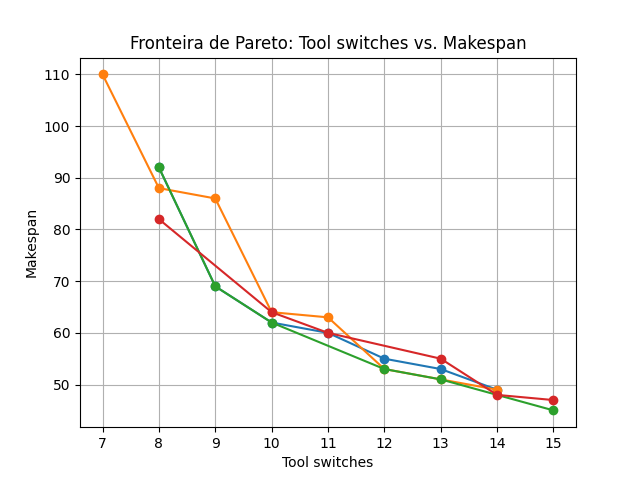 Fronteira de Pareto: Tool switches vs. Makespan
110
100
90
80
70
60
50
Makespan
7 8 9 10 11 12 13 14 15
Tool switches